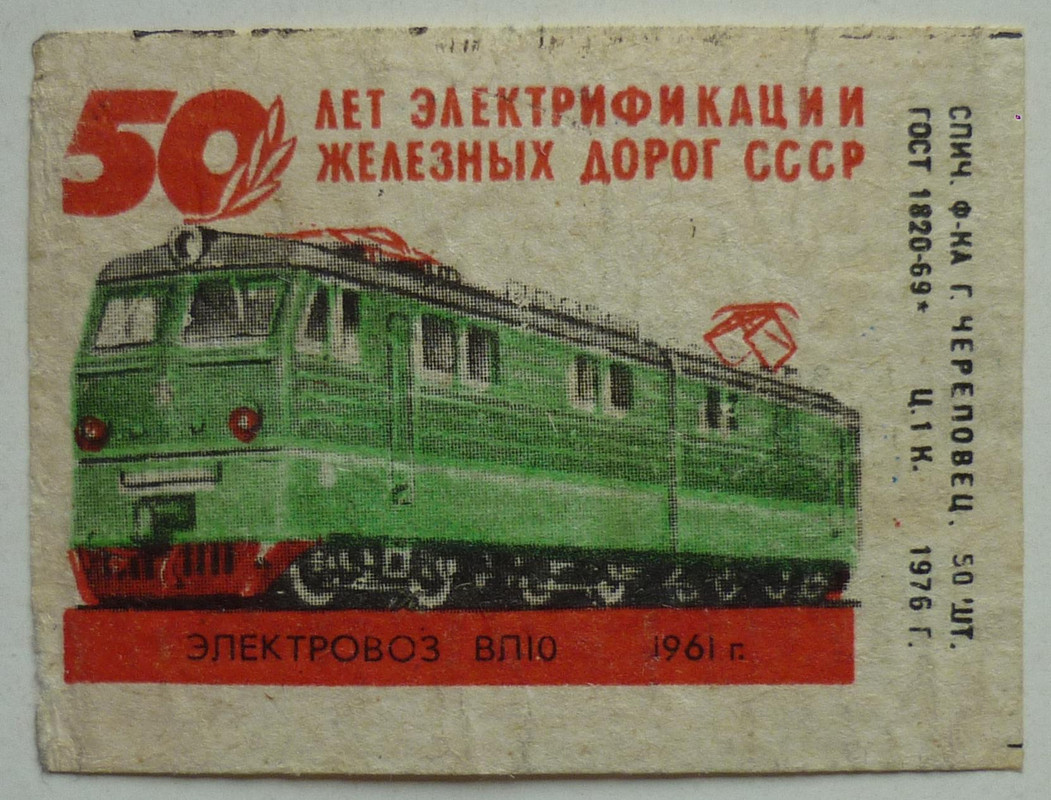 50 ЛЕТ ЭЛЕКТРИФИКАЦИИ
ЖЕЛЕЗНЫХ ДОРОГ СССР
ЭЛЕКТРОВОЗ ВЛ10 1961 г.
СПИЧ. Ф-КА Г. ЧЕРЕПОВЕЦ. 50 ШТ.
ГОСТ 1820-69* Ц. 1 К. 1976 Г.